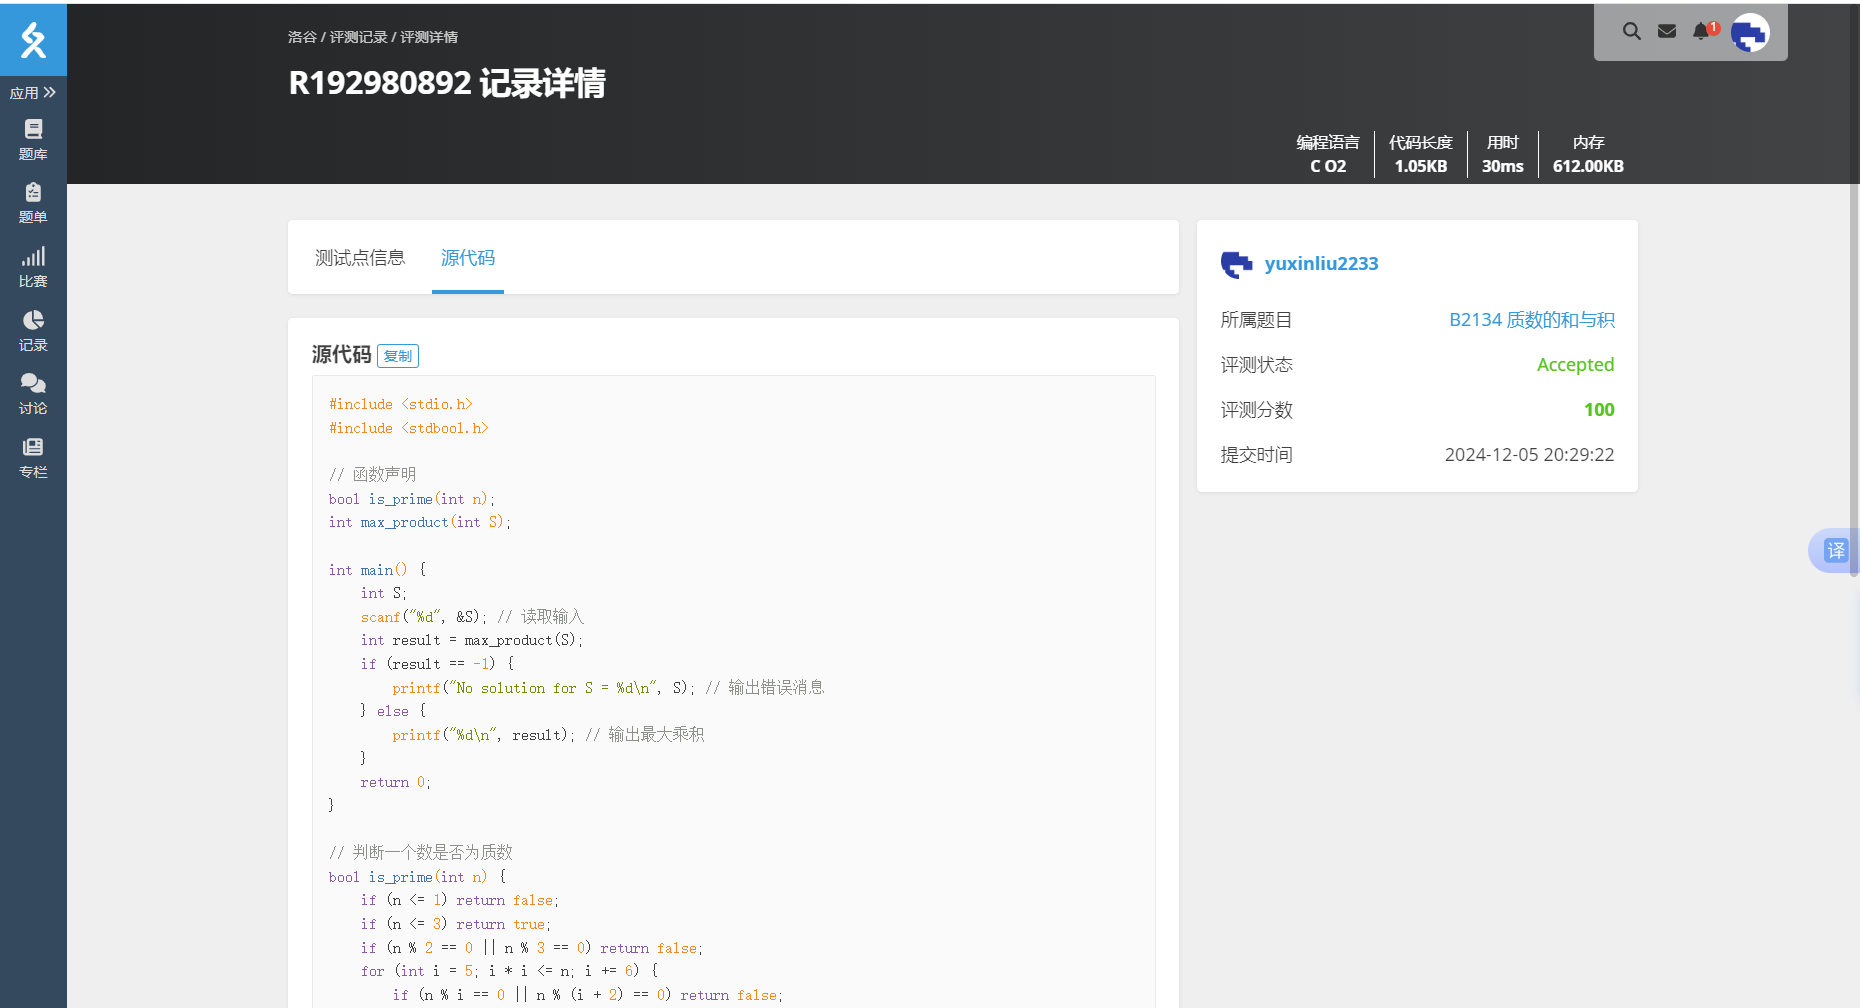 洛谷 / 评测记录 / 评测详情
1
R192980892 记录详情
编程语言
C O2
代码长度
1.05KB
用时
30ms
内存
612.00KB
应用
题库
题单
比赛
记录
讨论
专栏
测试点信息
源代码
源代码 复制
#include <stdio.h>
#include <stdbool.h>
// 函数声明
bool is_prime(int n);
int max_product(int S);
int main() {
    int S;
    scanf("%d", &S); // 读取输入
    int result = max_product(S);
    if (result == -1) {
        printf("No solution for S = %d\n", S); // 输出错误消息
    } else {
        printf("%d\n", result); // 输出最大乘积
    }
    return 0;
}
// 判断一个数是否为质数
bool is_prime(int n) {
    if (n <= 1) return false;
    if (n <= 3) return true;
    if (n % 2 == 0 || n % 3 == 0) return false;
    for (int i = 5; i * i <= n; i += 6) {
        if (n % i == 0 || n % (i + 2) == 0) return false;
yuxinliu2233
所属题目 B2134 质数的和与积
评测状态 Accepted
评测分数 100
提交时间 2024-12-05 20:29:22
译